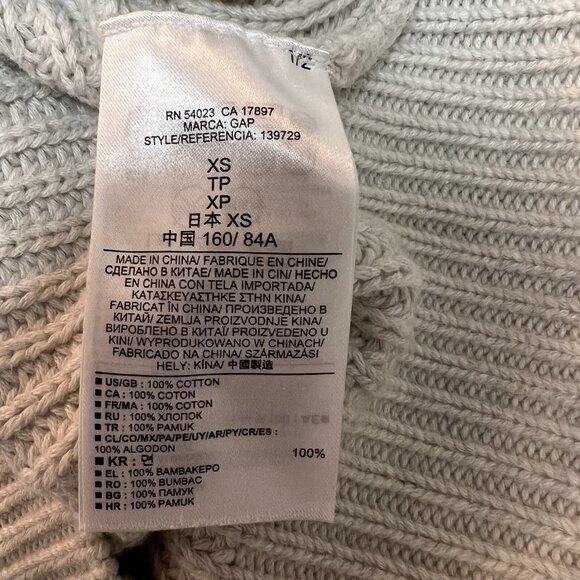 1/2
RN 54023 CA 17897
MARCA: GAP
STYLE/REFERENCIA: 139729
XS
TP
XP
日本 XS
中国 160/ 84A
MADE IN CHINA/ FABRIQUE EN CHINE/
СДЕЛАНО В КИТАЕ/ MADE IN CIN/ HECHO
EN CHINA CON TELA IMPORTADA/
ΚΑΤΑΣΚΕΥΑΣΤΗΚΕ ΣΤΗΝ ΚΙΝΑ/
FABRICAT ÎN CHINA/ ПРОИЗВЕДЕНО В
КИТАЙ/ ZEMLJA PROIZVODNJE KINA/
ВИРОБЛЕНО В КИТАЇ/ PROIZVEDENO U
KINI/ WYPRODUKOWANO W CHINACH/
FABRICADO NA CHINA/ SZÁRMAZÁSI
HELY: KÍNA/ 中國製造
US/GB : 100% COTTON
CA : 100% COTON
FR/MA : 100% COTON
RU : 100% ХЛОПОК
TR : 100% PAMUK
CL/CO/MX/PA/PE/UY/AR/PY/CR/ES :
100% ALGODON
KR : 면 100%
EL : 100% ΒΑΜΒΑΚΕΡΟ
RO : 100% BUMBAC
BG : 100% ПАМУК
HR : 100% PAMUK